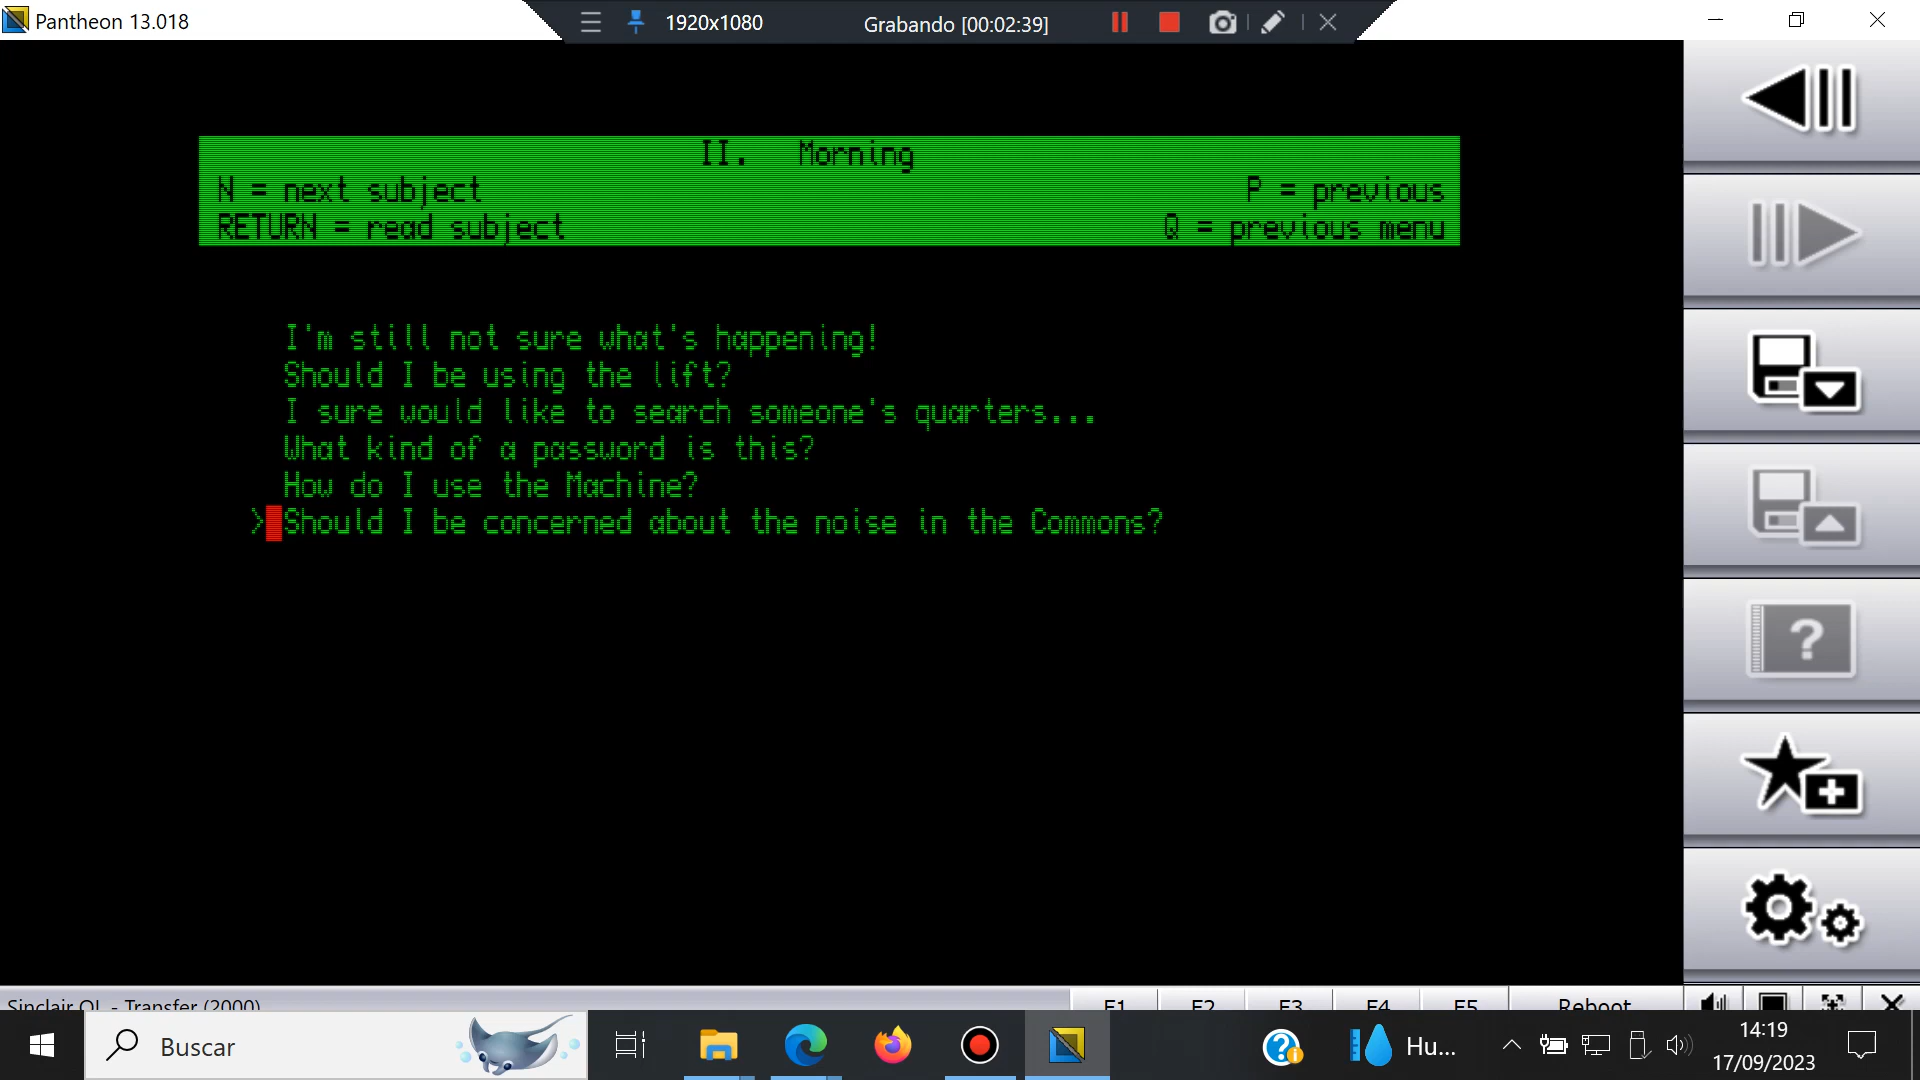 Pantheon 13.018
1920x1080
Grabando [00:02:39]
II. Morning
N = next subject
P = previous
RETURN = read subject
Q = previous menu
I'm still not sure what's happening!
Should I be using the lift?
I sure would like to search someone's quarters...
What kind of a password is this?
How do I use the Machine?
>Should I be concerned about the noise in the Commons?
?
Sinclair QL - Transfer (2000)
F1
F2
F3
F4
F5
Reboot
Buscar
?
Hu...
14:19
17/09/2023